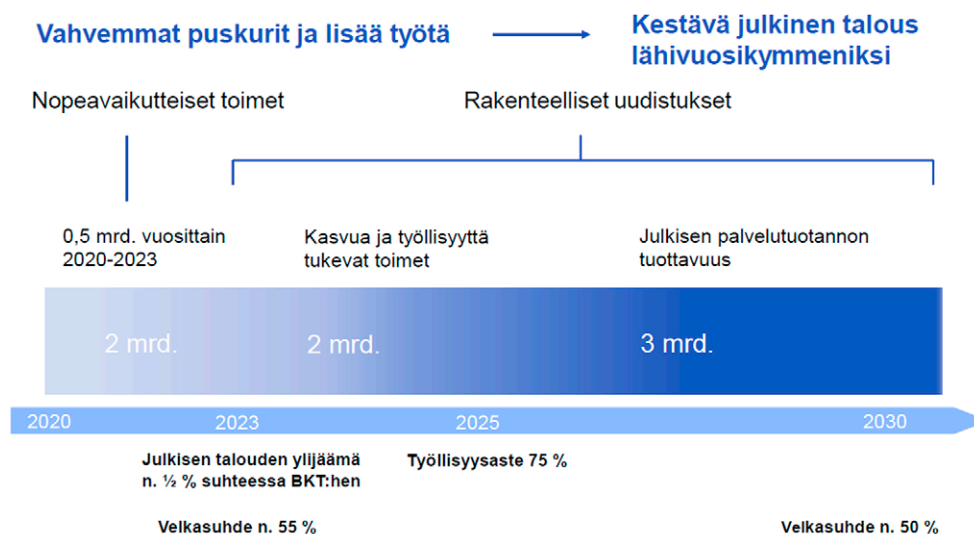 Vahvemmat puskurit ja lisää työtä
Kestävä julkinen talous
lähivuosikymmeniksi
Nopeavaikutteiset toimet
Rakenteelliset uudistukset
0,5 mrd. vuosittain
2020-2023
Kasvua ja työllisyyttä
tukevat toimet
Julkisen palvelutuotannon
tuottavuus
2 mrd.
2 mrd.
3 mrd.
2020
2023
2025
2030
Julkisen talouden ylijäämä
n. ½ % suhteessa BKT:hen
Työllisyysaste 75 %
Velkasuhde n. 55 %
Velkasuhde n. 50 %